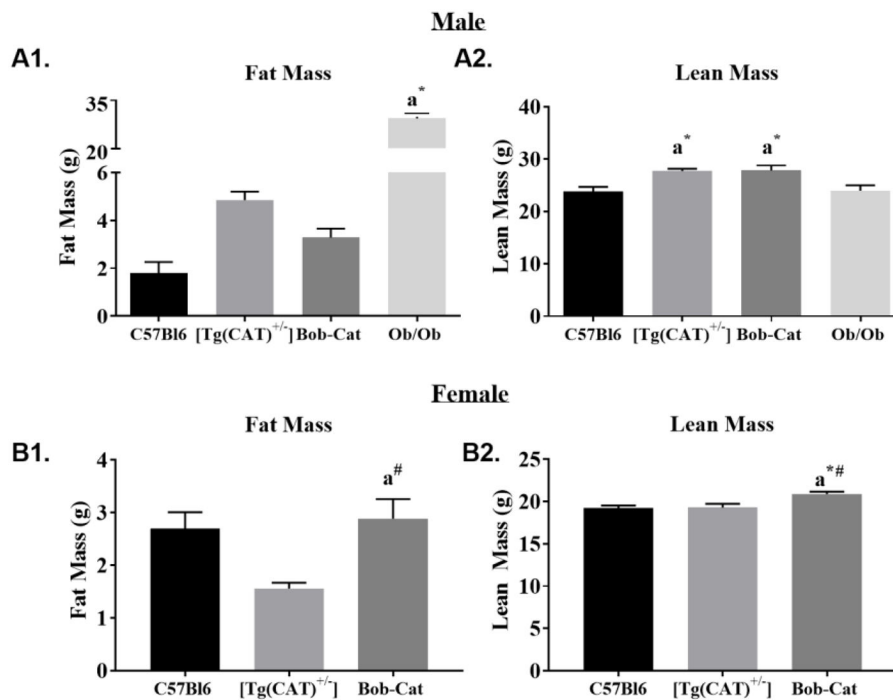 Male
A1.
Fat Mass
Fat Mass (g)
35
20
6
4
2
0
a*
C57Bl6 [Tg(CAT)+/-] Bob-Cat Ob/Ob
A2.
Lean Mass
Lean Mass (g)
40
30
20
10
0
a* a*
C57Bl6 [Tg(CAT)+/-] Bob-Cat Ob/Ob
Female
B1.
Fat Mass
Fat Mass (g)
4
3
2
1
0
a#
C57Bl6 [Tg(CAT)+/-] Bob-Cat
B2.
Lean Mass
Lean Mass (g)
25
20
15
10
5
0
a*#
C57Bl6 [Tg(CAT)+/-] Bob-Cat